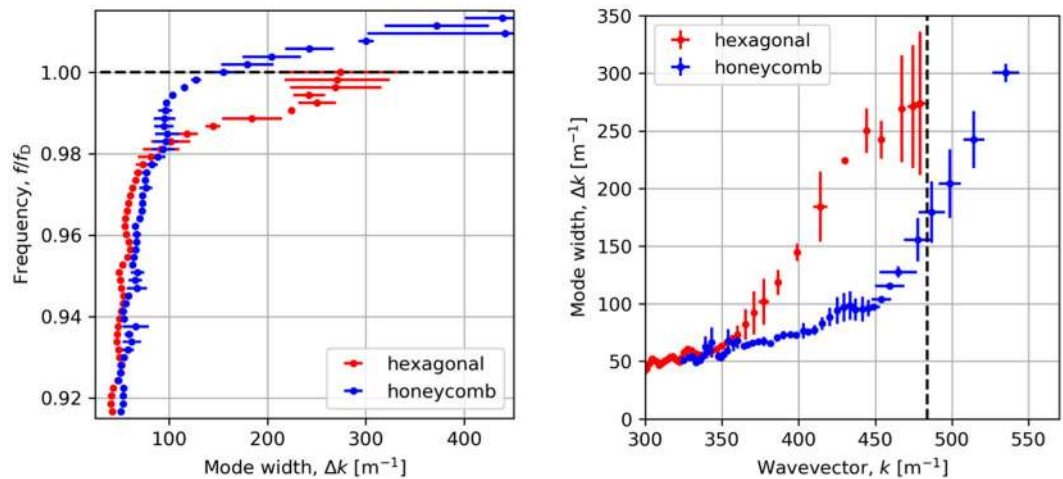 1.00
0.98
0.96
0.94
0.92
Frequency, f/f_D
100
200
300
400
Mode width, Δk [m⁻¹]
hexagonal
honeycomb
350
300
250
200
150
100
50
0
Mode width, Δk [m⁻¹]
300
350
400
450
500
550
Wavevector, k [m⁻¹]
hexagonal
honeycomb